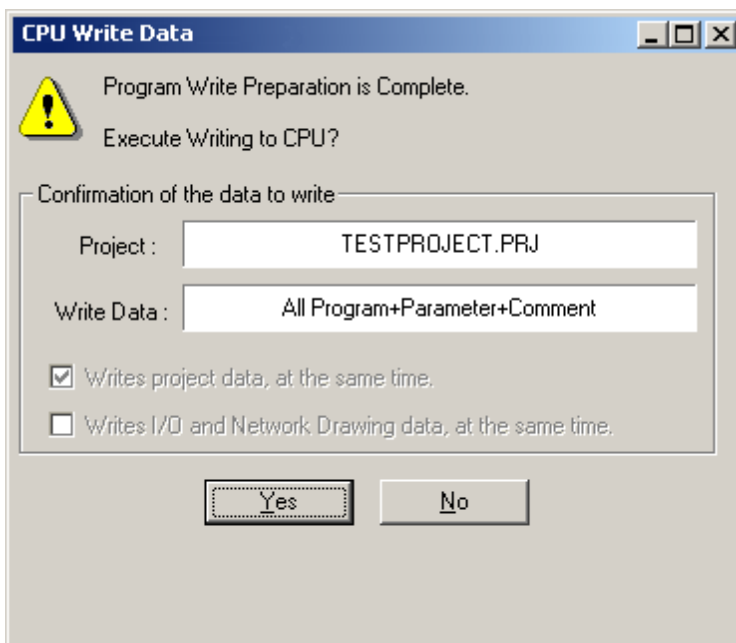 CPU Write Data
Program Write Preparation is Complete.
Execute Writing to CPU?
Confirmation of the data to write
Project :
TESTPROJECT.PRJ
Write Data :
All Program+Parameter+Comment
Writes project data, at the same time.
Writes I/O and Network Drawing data, at the same time.
Yes
No